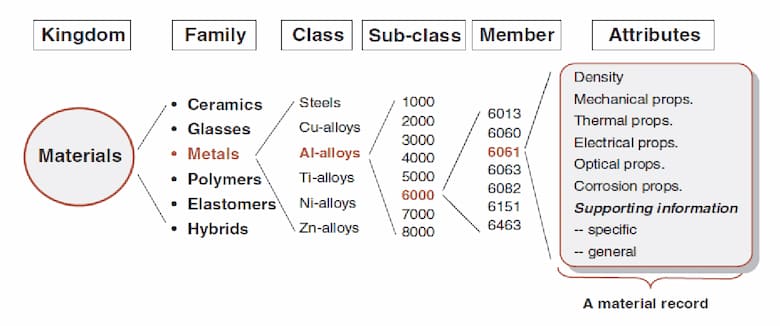 Kingdom
Family
Class
Sub-class
Member
Attributes
Materials
• Ceramics
• Glasses
• Metals
• Polymers
• Elastomers
• Hybrids
Steels
Cu-alloys
Al-alloys
Ti-alloys
Ni-alloys
Zn-alloys
1000
2000
3000
4000
5000
6000
7000
8000
6013
6060
6061
6063
6082
6151
6463
Density
Mechanical props.
Thermal props.
Electrical props.
Optical props.
Corrosion props.
Supporting information
-- specific
-- general
A material record